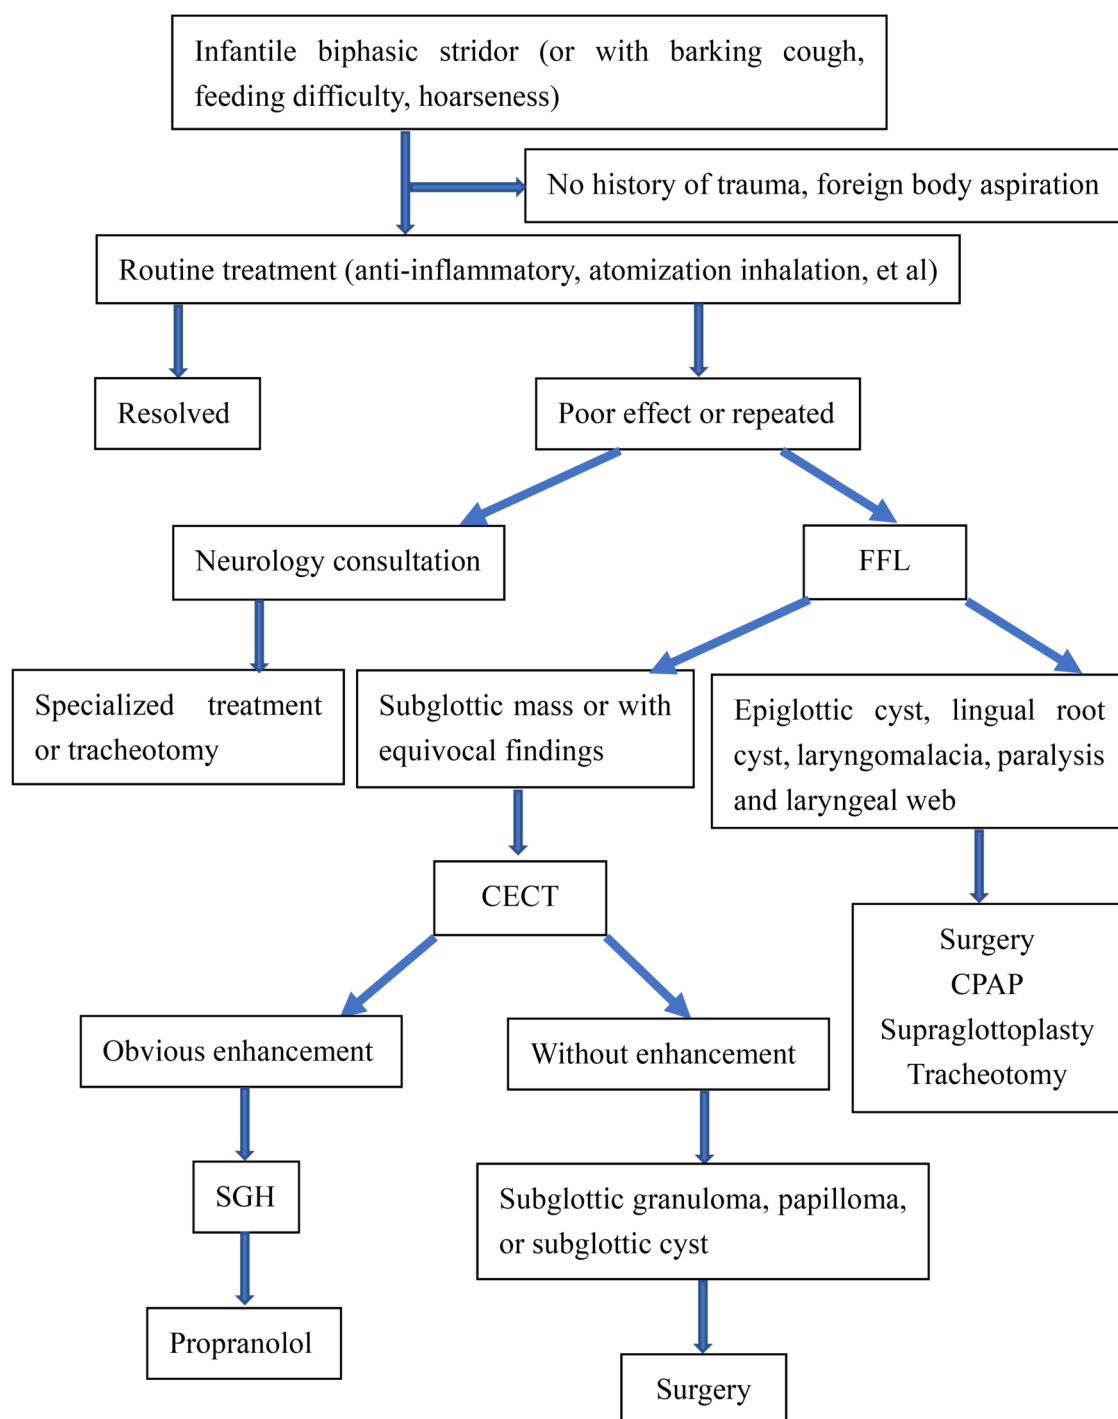 Infantile biphasic stridor (or with barking cough,
feeding difficulty, hoarseness)
No history of trauma, foreign body aspiration
Routine treatment (anti-inflammatory, atomization inhalation, et al)
Resolved
Poor effect or repeated
Neurology consultation
FFL
Specialized treatment
or tracheotomy
Subglottic mass or with
equivocal findings
Epiglottic cyst, lingual root
cyst, laryngomalacia, paralysis
and laryngeal web
CECT
Surgery
CPAP
Supraglottoplasty
Tracheotomy
Obvious enhancement
Without enhancement
SGH
Subglottic granuloma, papilloma,
or subglottic cyst
Propranolol
Surgery